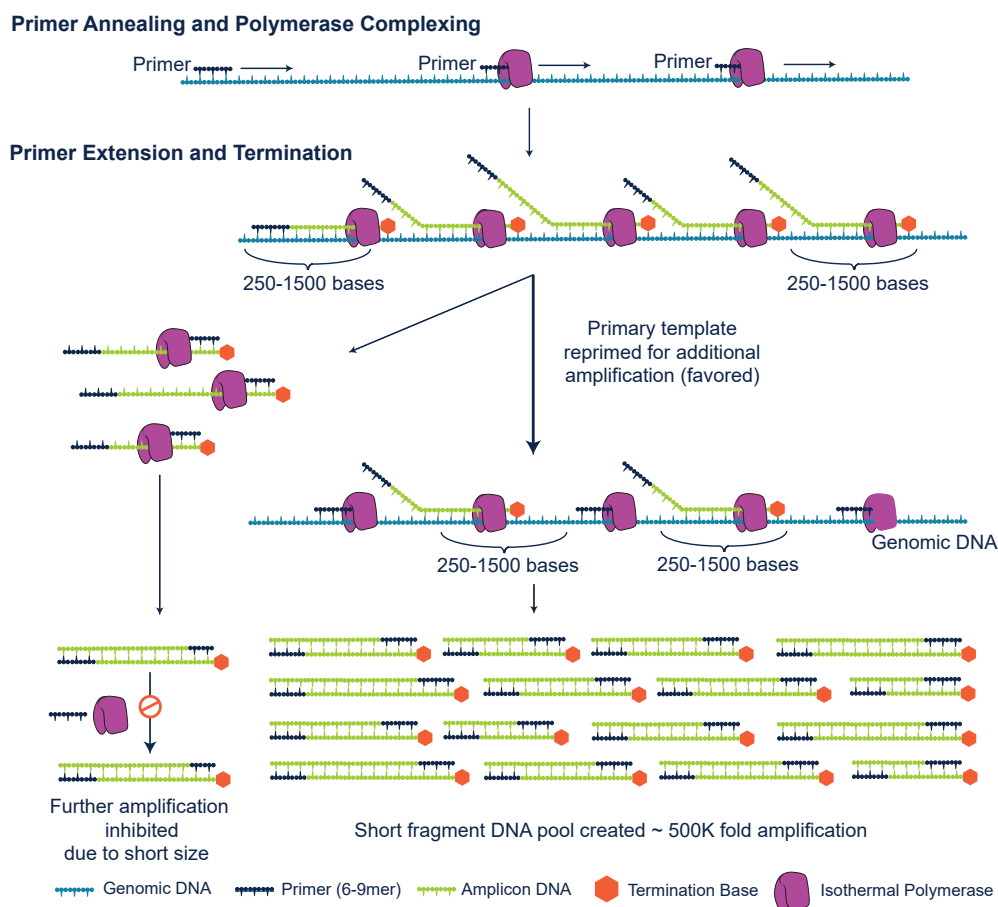 Primer Annealing and Polymerase Complexing
Primer
Primer
Primer
Primer Extension and Termination
250-1500 bases
250-1500 bases
Primary template
reprimed for additional
amplification (favored)
Genomic DNA
250-1500 bases
250-1500 bases
Further amplification
inhibited
due to short size
Short fragment DNA pool created ~ 500K fold amplification
Genomic DNA
Primer (6-9mer)
Amplicon DNA
Termination Base
Isothermal Polymerase